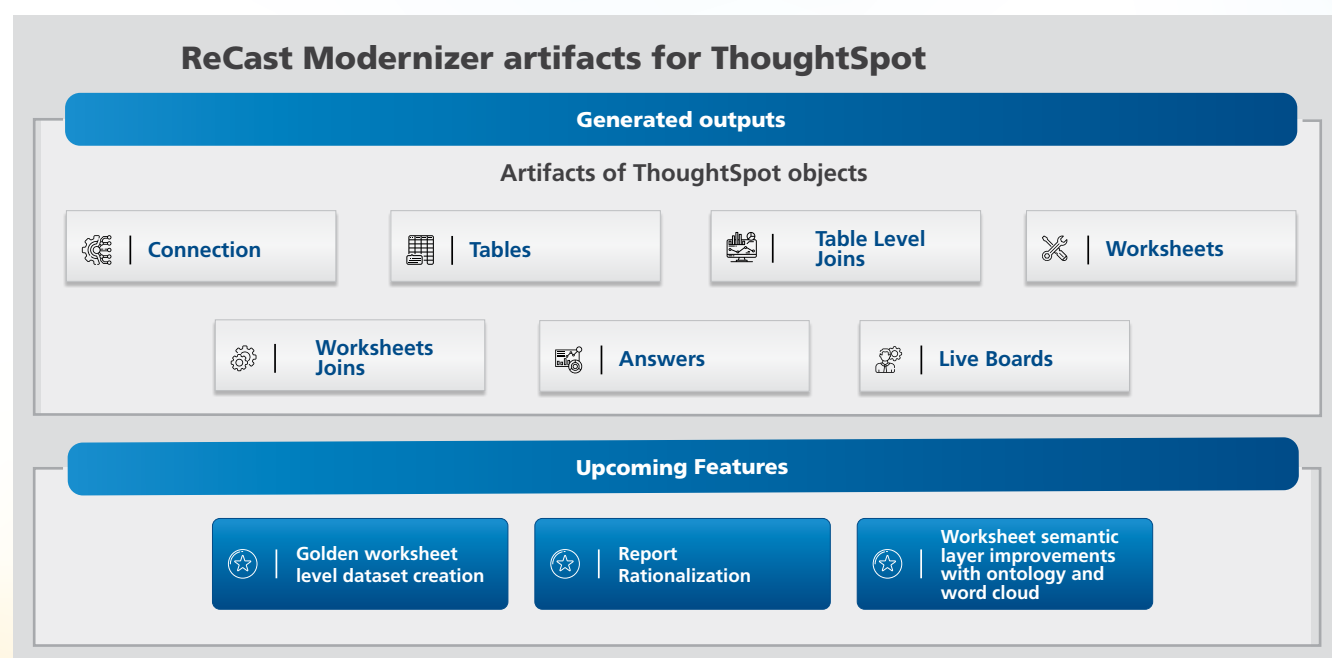 ReCast Modernizer artifacts for ThoughtSpot
Generated outputs
Artifacts of ThoughtSpot objects
Connection
Tables
Table Level
Joins
Worksheets
Worksheets
Joins
Answers
Live Boards
Upcoming Features
Golden worksheet
level dataset creation
Report
Rationalization
Worksheet semantic
layer improvements
with ontology and
word cloud